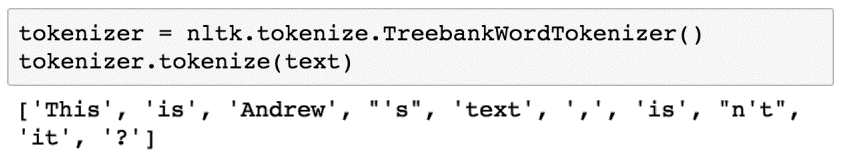 tokenizer = nltk.tokenize.TreebankWordTokenizer()
tokenizer.tokenize(text)
['This', 'is', 'Andrew', "'s", 'text', ',', 'is', "n't",
'it', '?']